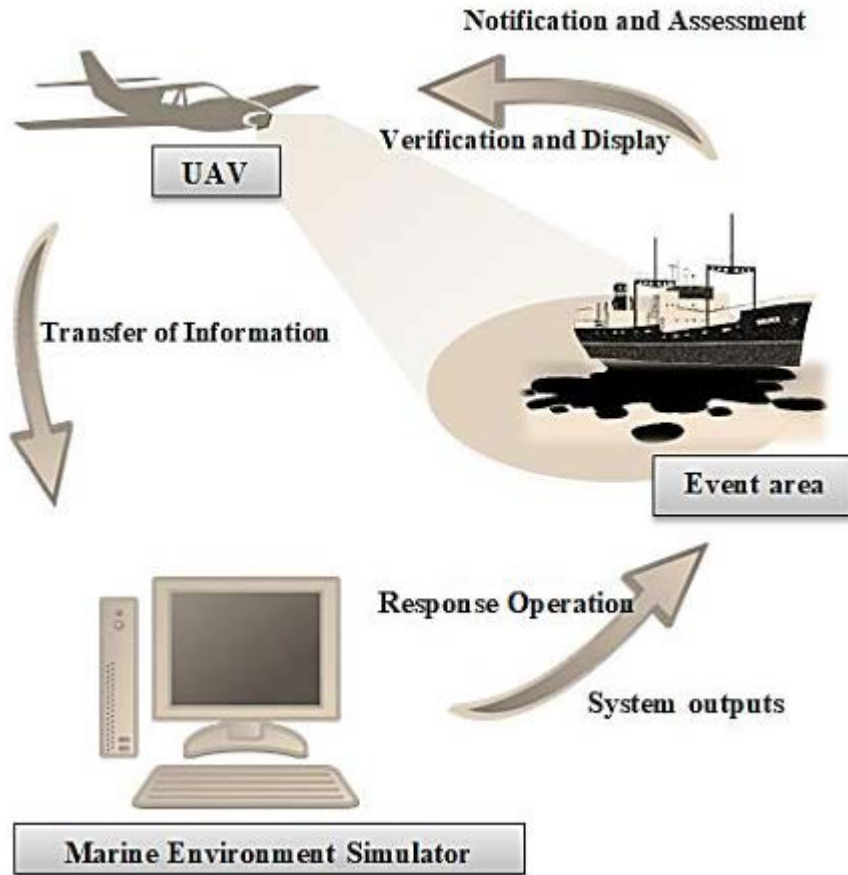 Notification and Assessment
Verification and Display
UAV
Transfer of Information
Event area
Response Operation
System outputs
Marine Environment Simulator